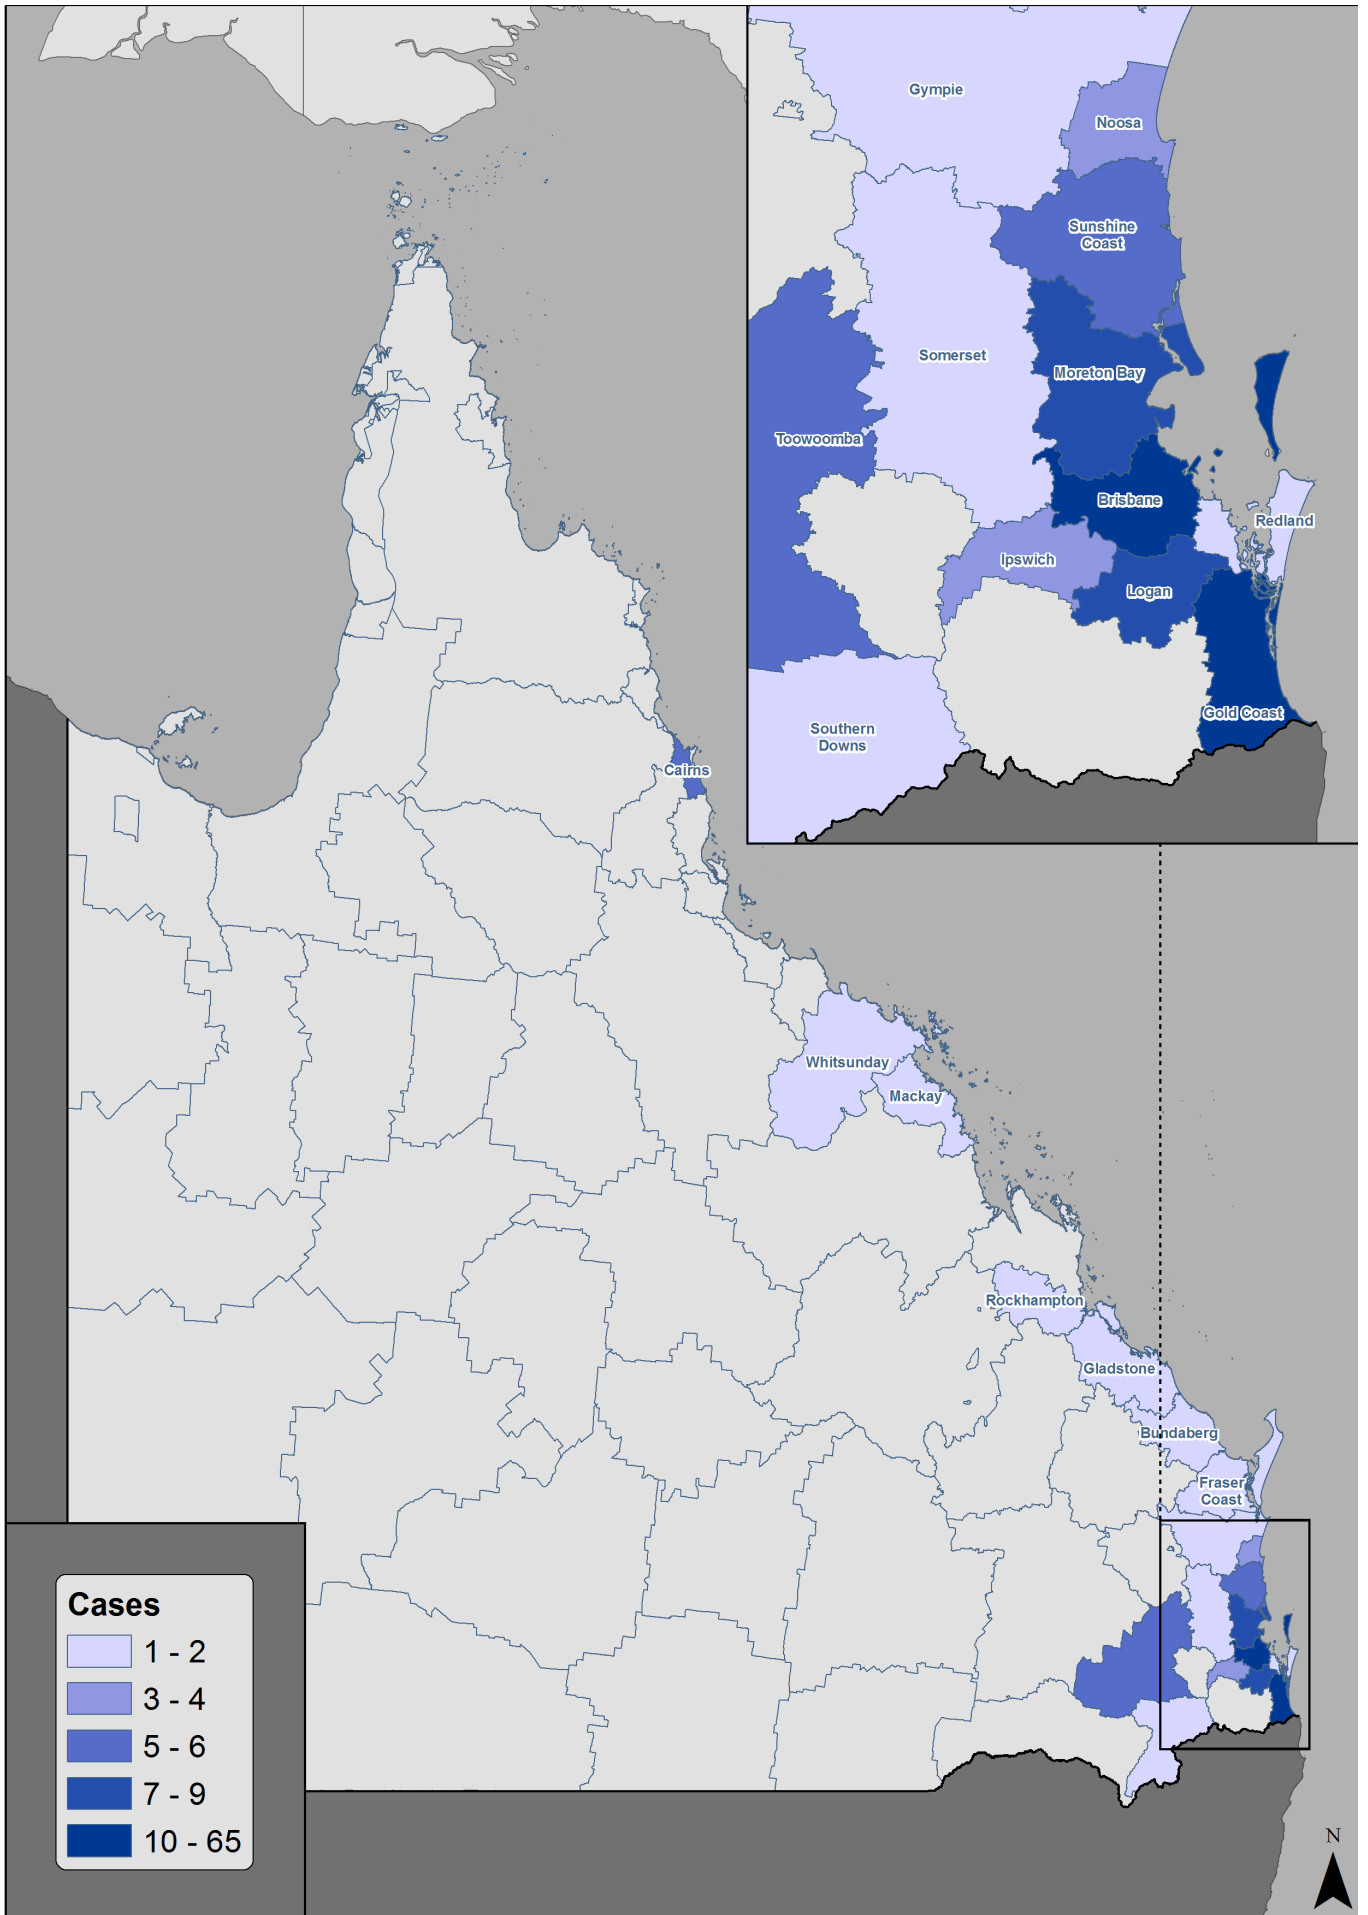 Gympie
Noosa
Sunshine
Coast
Somerset
Moreton Bay
Toowoomba
Brisbane
Redland
Ipswich
Logan
Gold Coast
Southern
Downs
Cairns
Whitsunday
Mackay
Rockhampton
Gladstone
Bundaberg
Fraser
Coast
Cases
1 - 2
3 - 4
5 - 6
7 - 9
10 - 65
N